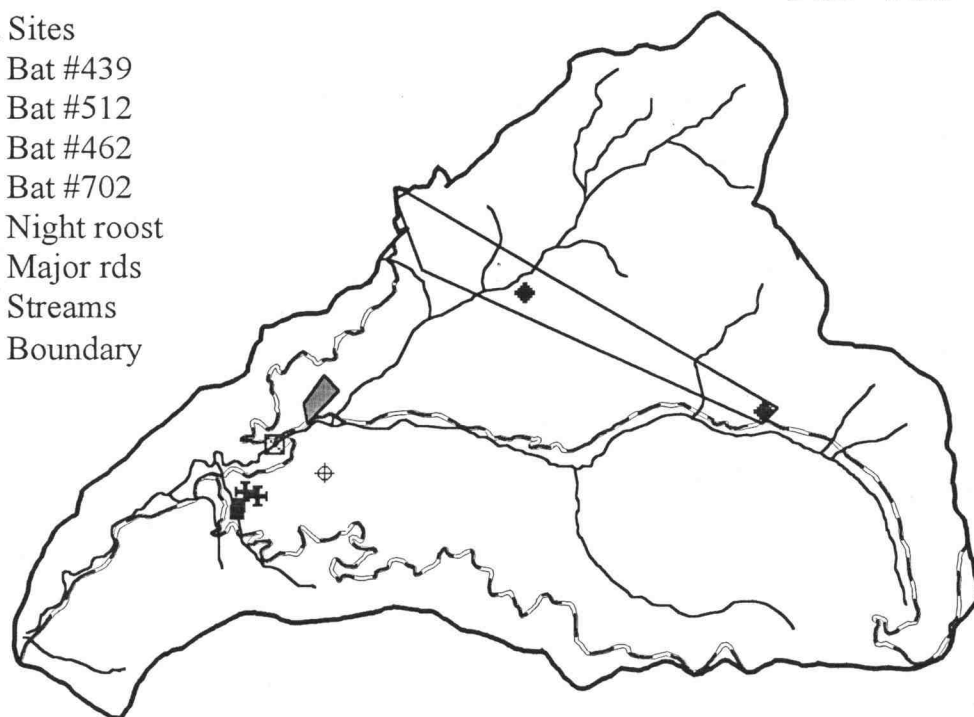 Sites
Bat #439
Bat #512
Bat #462
Bat #702
Night roost
Major rds
Streams
Boundary